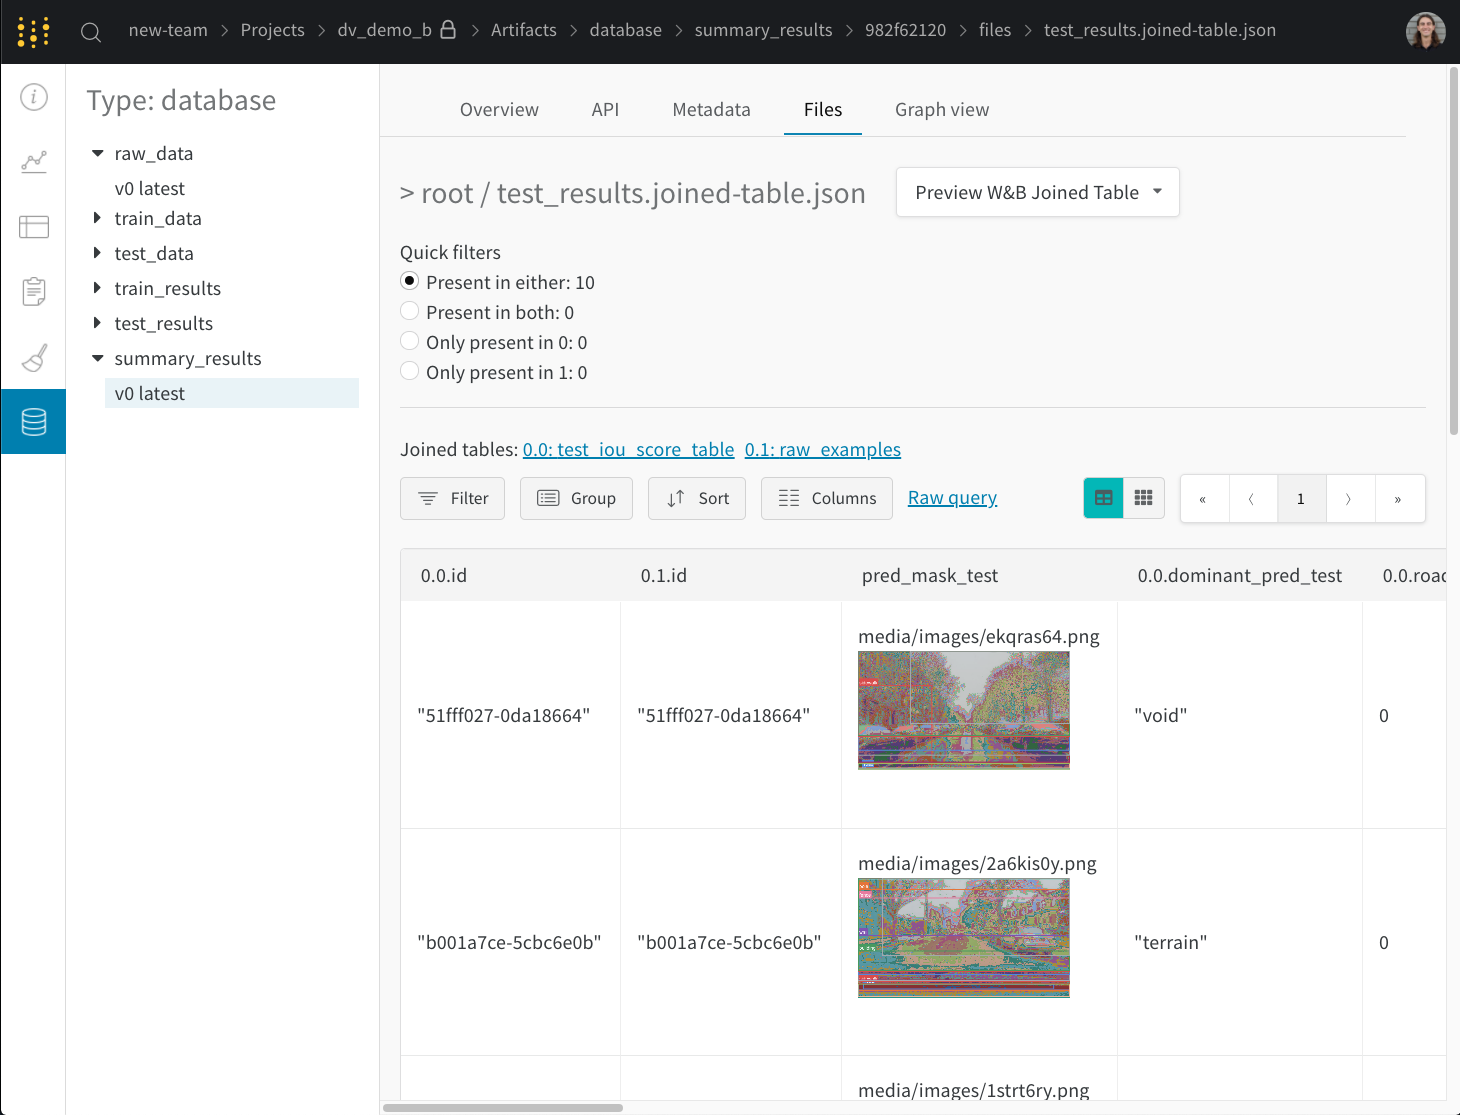 new-team > Projects > dv_demo_b > Artifacts > database > summary_results > 982f62120 > files > test_results.joined-table.json
Type: database
raw_data
v0 latest
train_data
test_data
train_results
test_results
summary_results
v0 latest
Overview API Metadata Files Graph view
> root / test_results.joined-table.json Preview W&B Joined Table
Quick filters
Present in either: 10
Present in both: 0
Only present in 0: 0
Only present in 1: 0
Joined tables: 0.0: test_iou_score_table 0.1: raw_examples
Filter Group Sort Columns Raw query « ‹ 1 › »
0.0.id 0.1.id pred_mask_test 0.0.dominant_pred_test 0.0.road
media/images/ekqras64.png
"51fff027-0da18664" "51fff027-0da18664" "void" 0
media/images/2a6kis0y.png
"b001a7ce-5cbc6e0b" "b001a7ce-5cbc6e0b" "terrain" 0
media/images/1strt6ry.png